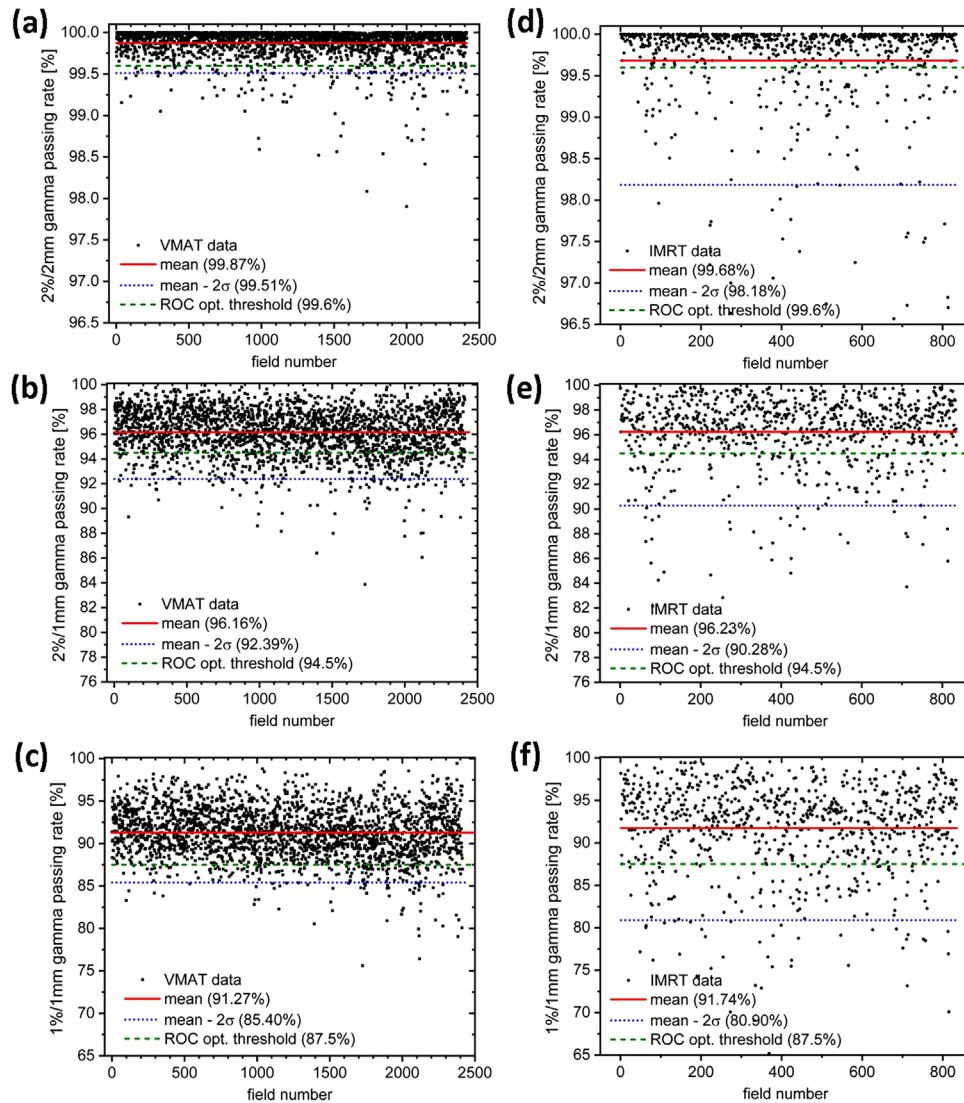 (a)
2%/2mm gamma passing rate [%]
100.0
99.5
99.0
98.5
98.0
97.5
97.0
96.5
VMAT data
mean (99.87%)
mean - 2σ (99.51%)
ROC opt. threshold (99.6%)
0 500 1000 1500 2000 2500
field number
(d)
2%/2mm gamma passing rate [%]
100.0
99.5
99.0
98.5
98.0
97.5
97.0
96.5
IMRT data
mean (99.68%)
mean - 2σ (98.18%)
ROC opt. threshold (99.6%)
0 200 400 600 800
field number
(b)
2%/1mm gamma passing rate [%]
100
98
96
94
92
90
88
86
84
82
80
78
76
VMAT data
mean (96.16%)
mean - 2σ (92.39%)
ROC opt. threshold (94.5%)
0 500 1000 1500 2000 2500
field number
(e)
2%/1mm gamma passing rate [%]
100
98
96
94
92
90
88
86
84
82
80
78
76
IMRT data
mean (96.23%)
mean - 2σ (90.28%)
ROC opt. threshold (94.5%)
0 200 400 600 800
field number
(c)
1%/1mm gamma passing rate [%]
100
95
90
85
80
75
70
65
VMAT data
mean (91.27%)
mean - 2σ (85.40%)
ROC opt. threshold (87.5%)
0 500 1000 1500 2000 2500
field number
(f)
1%/1mm gamma passing rate [%]
100
95
90
85
80
75
70
65
IMRT data
mean (91.74%)
mean - 2σ (80.90%)
ROC opt. threshold (87.5%)
0 200 400 600 800
field number